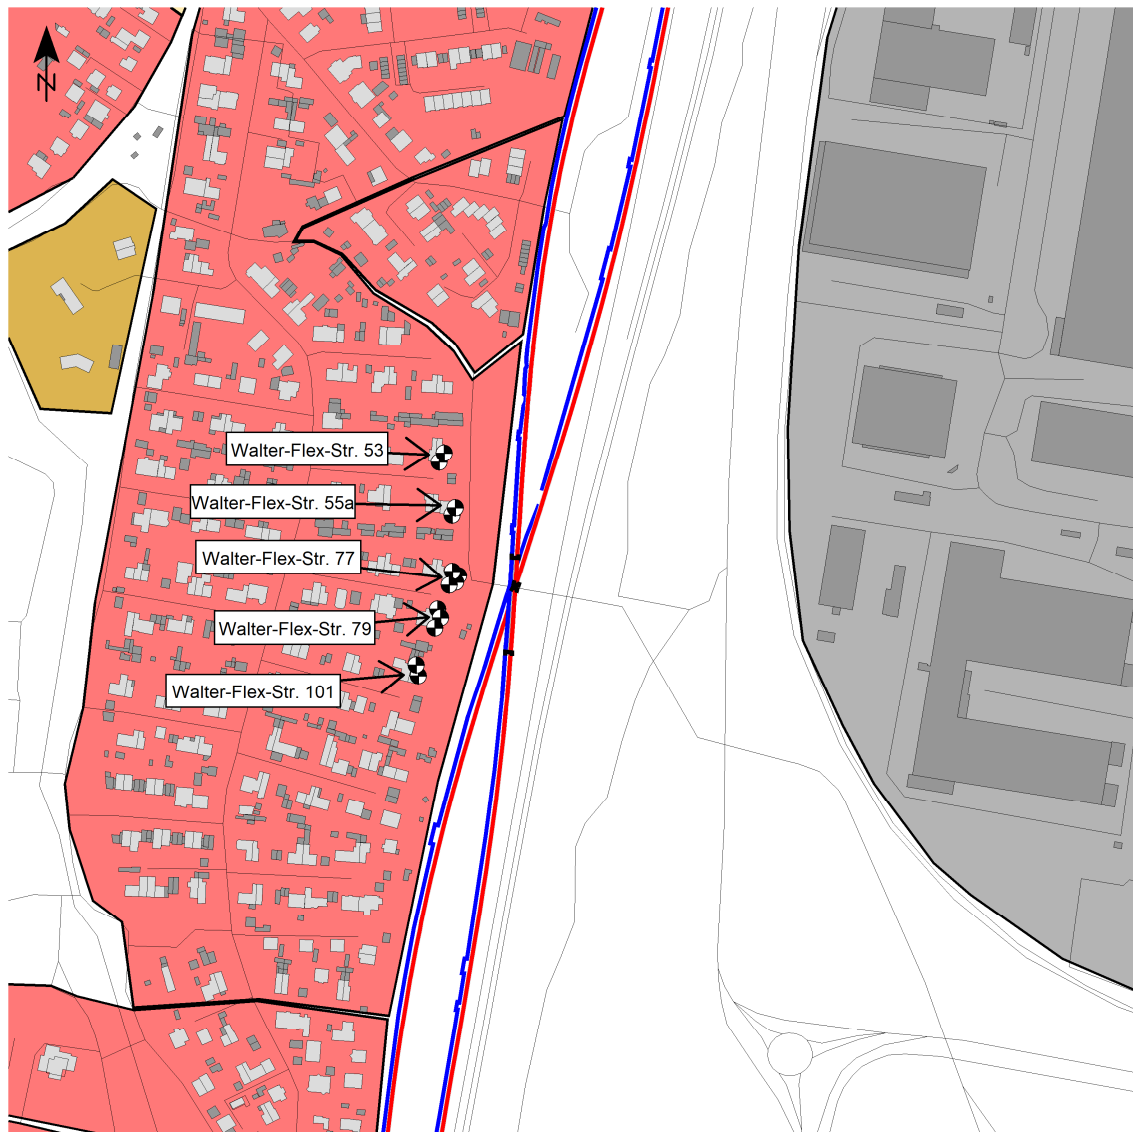 N
Walter-Flex-Str. 53
Walter-Flex-Str. 55a
Walter-Flex-Str. 77
Walter-Flex-Str. 79
Walter-Flex-Str. 101